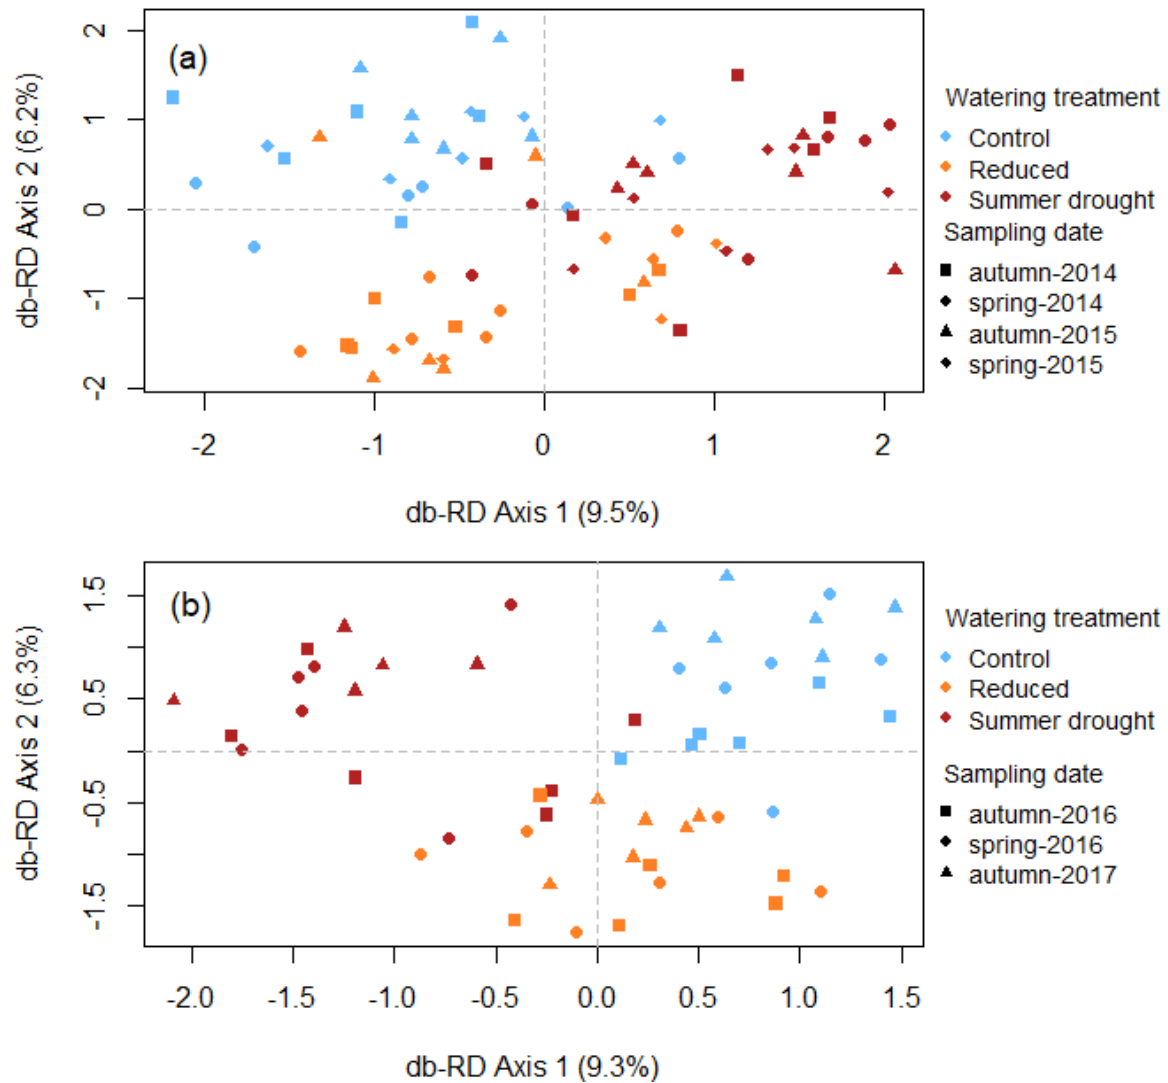 (a)
2
1
0
-1
-2
db-RD Axis 2 (6.2%)
-2
-1
0
1
2
db-RD Axis 1 (9.5%)
Watering treatment
Control
Reduced
Summer drought
Sampling date
autumn-2014
spring-2014
autumn-2015
spring-2015
(b)
1.5
0.5
-0.5
-1.5
db-RD Axis 2 (6.3%)
-2.0
-1.5
-1.0
-0.5
0.0
0.5
1.0
1.5
db-RD Axis 1 (9.3%)
Watering treatment
Control
Reduced
Summer drought
Sampling date
autumn-2016
spring-2016
autumn-2017